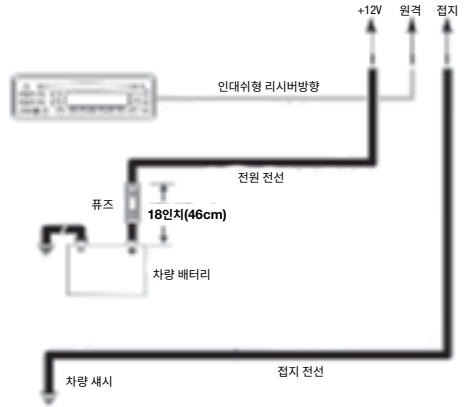 +12V 원격 접지
인대쉬형 리시버방향
전원 전선
퓨즈
18인치(46cm)
차량 배터리
접지 전선
차량 섀시